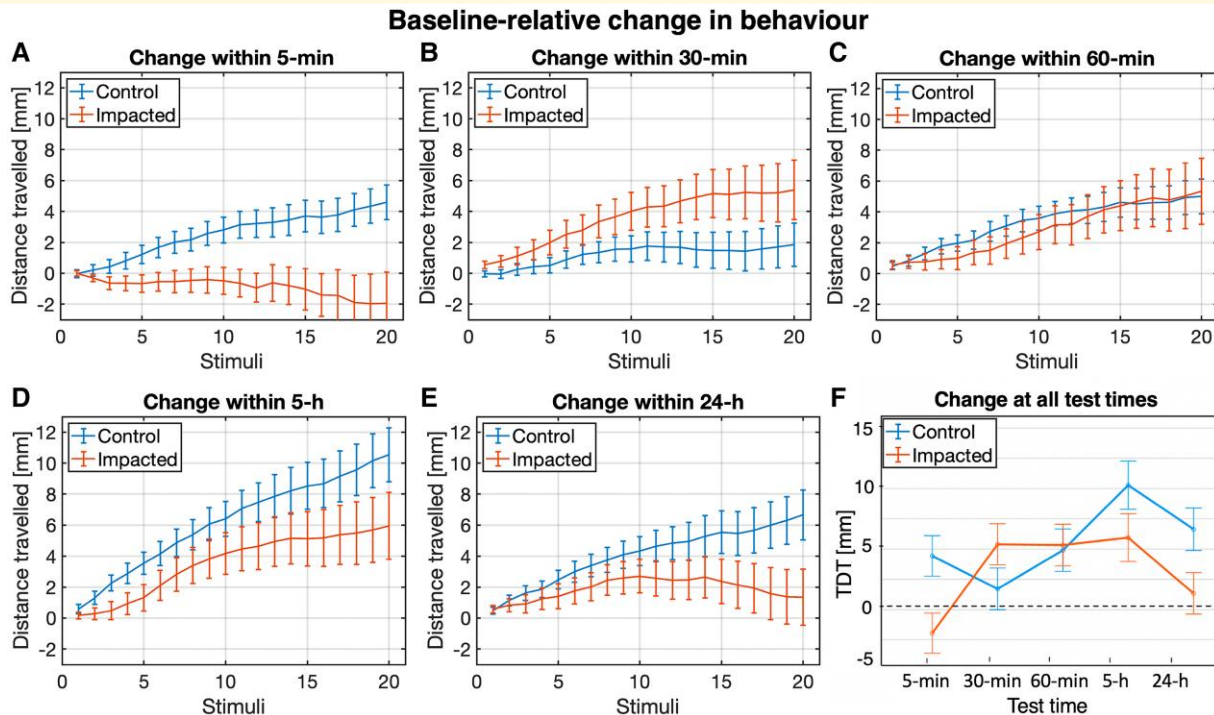 Baseline-relative change in behaviour
A
Change within 5-min
Control
Impacted
Distance travelled [mm]
12
10
8
6
4
2
0
-2
0 5 10 15 20
Stimuli
B
Change within 30-min
Control
Impacted
Distance travelled [mm]
12
10
8
6
4
2
0
-2
0 5 10 15 20
Stimuli
C
Change within 60-min
Control
Impacted
Distance travelled [mm]
12
10
8
6
4
2
0
-2
0 5 10 15 20
Stimuli
D
Change within 5-h
Control
Impacted
Distance travelled [mm]
12
10
8
6
4
2
0
-2
0 5 10 15 20
Stimuli
E
Change within 24-h
Control
Impacted
Distance travelled [mm]
12
10
8
6
4
2
0
-2
0 5 10 15 20
Stimuli
F
Change at all test times
Control
Impacted
TDT [mm]
15
10
5
0
-5
5-min 30-min 60-min 5-h 24-h
Test time